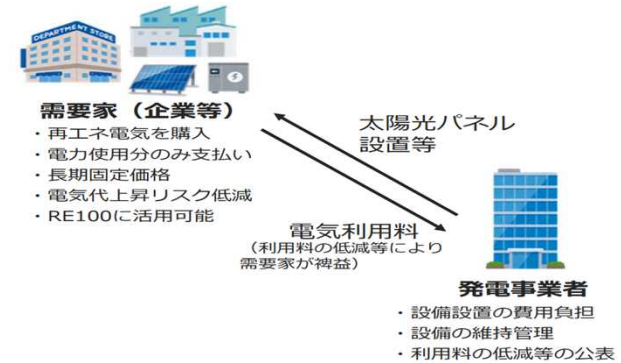 DEPARTMENT STORE
需要家（企業等）
・再エネ電気を購入
・電力使用分のみ支払い
・長期固定価格
・電気代上昇リスク低減
・RE100に活用可能
太陽光パネル
設置等
電気利用料
（利用料の低減等により
需要家が裨益）
発電事業者
・設備設置の費用負担
・設備の維持管理
・利用料の低減等の公表